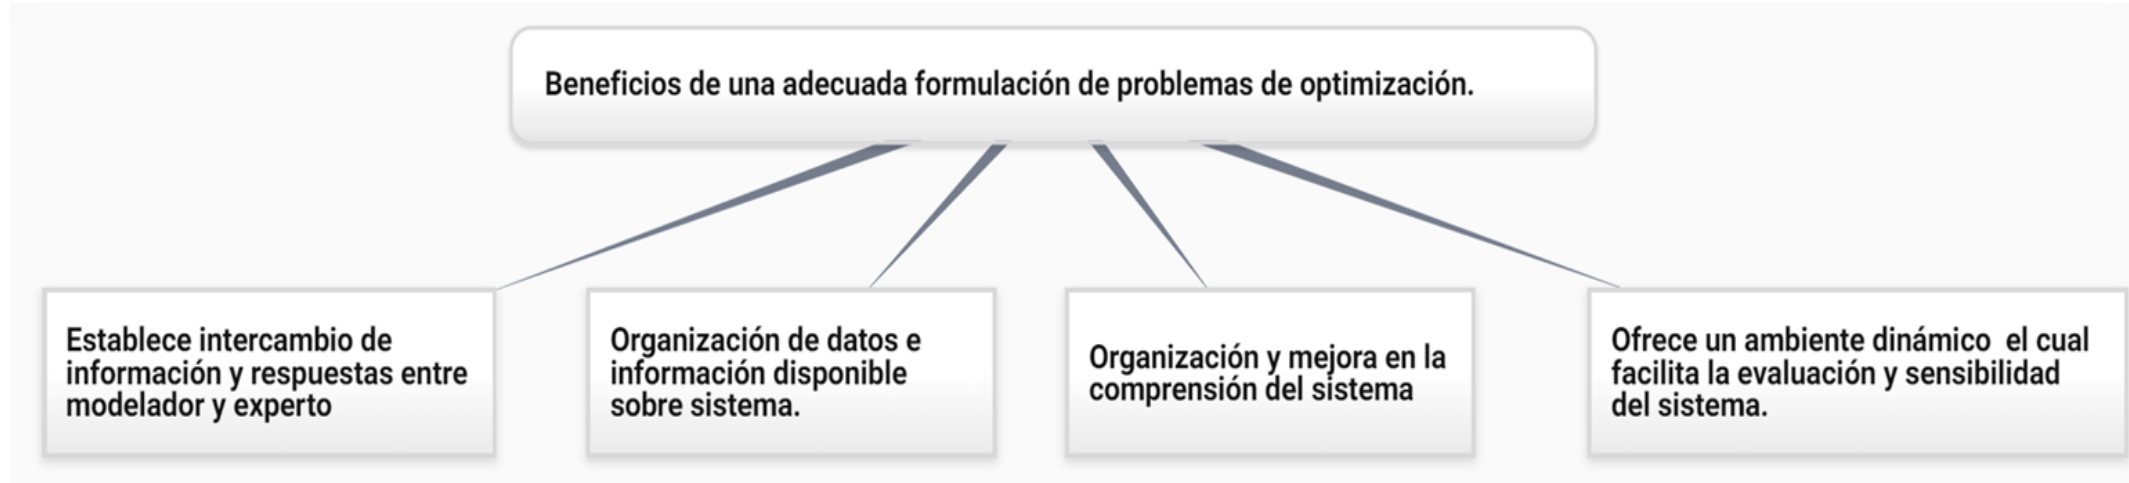 Beneficios de una adecuada formulación de problemas de optimización.
Establece intercambio de
información y respuestas entre
modelador y experto
Organización de datos e
información disponible
sobre sistema.
Organización y mejora en la
comprensión del sistema
Ofrece un ambiente dinámico  el cual
facilita la evaluación y sensibilidad
del sistema.